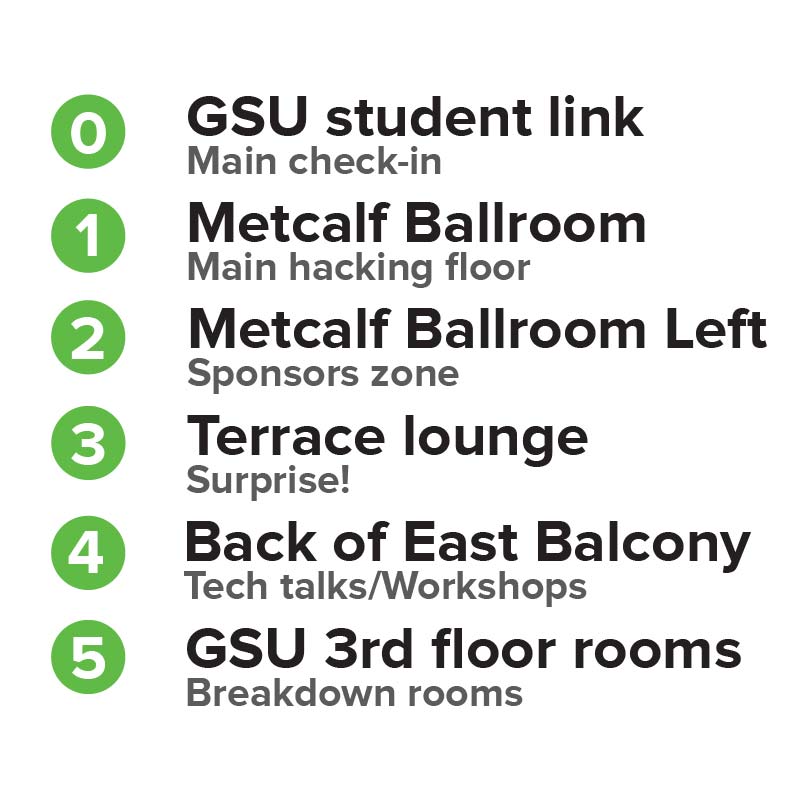 0 GSU student link
Main check-in
1 Metcalf Ballroom
Main hacking floor
2 Metcalf Ballroom Left
Sponsors zone
3 Terrace lounge
Surprise!
4 Back of East Balcony
Tech talks/Workshops
5 GSU 3rd floor rooms
Breakdown rooms